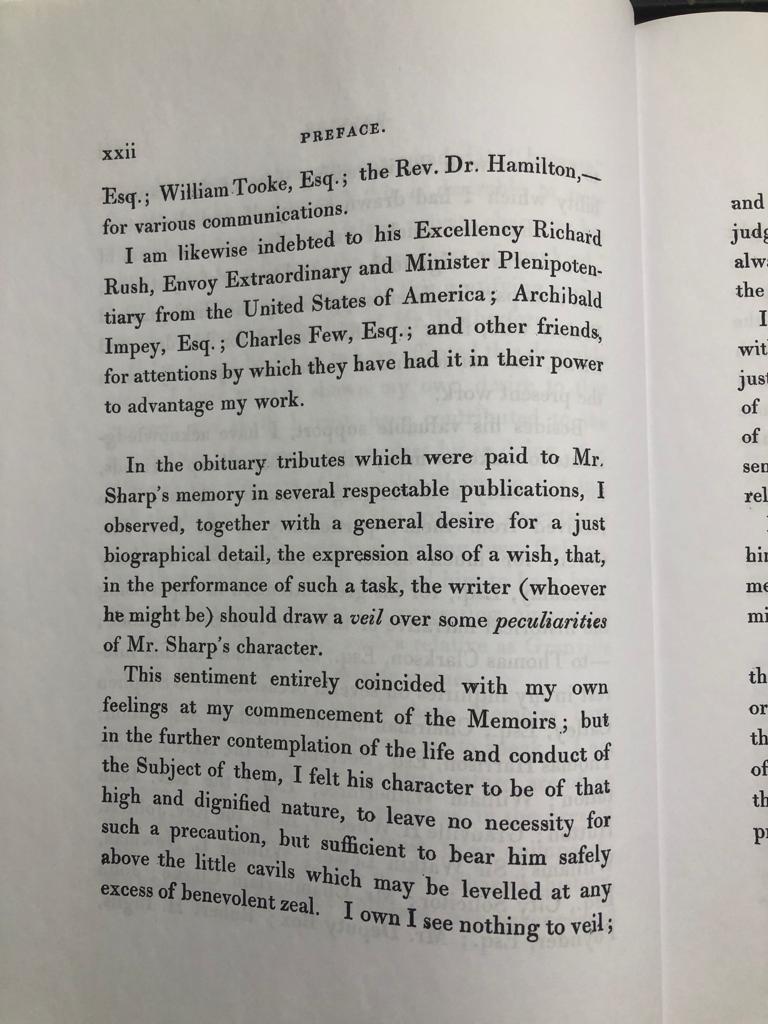 xxii
PREFACE.
Esq.; William Tooke, Esq.; the Rev. Dr. Hamilton,—
for various communications.
I am likewise indebted to his Excellency Richard
Rush, Envoy Extraordinary and Minister Plenipoten-
tiary from the United States of America; Archibald
Impey, Esq.; Charles Few, Esq.; and other friends,
for attentions by which they have had it in their power
to advantage my work.
In the obituary tributes which were paid to Mr.
Sharp's memory in several respectable publications, I
observed, together with a general desire for a just
biographical detail, the expression also of a wish, that,
in the performance of such a task, the writer (whoever
he might be) should draw a veil over some peculiarities
of Mr. Sharp's character.
This sentiment entirely coincided with my own
feelings at my commencement of the Memoirs; but
in the further contemplation of the life and conduct of
the Subject of them, I felt his character to be of that
high and dignified nature, to leave no necessity for
such a precaution, but sufficient to bear him safely
above the little cavils which may be levelled at any
excess of benevolent zeal. I own I see nothing to veil;
and
the
I
of
of